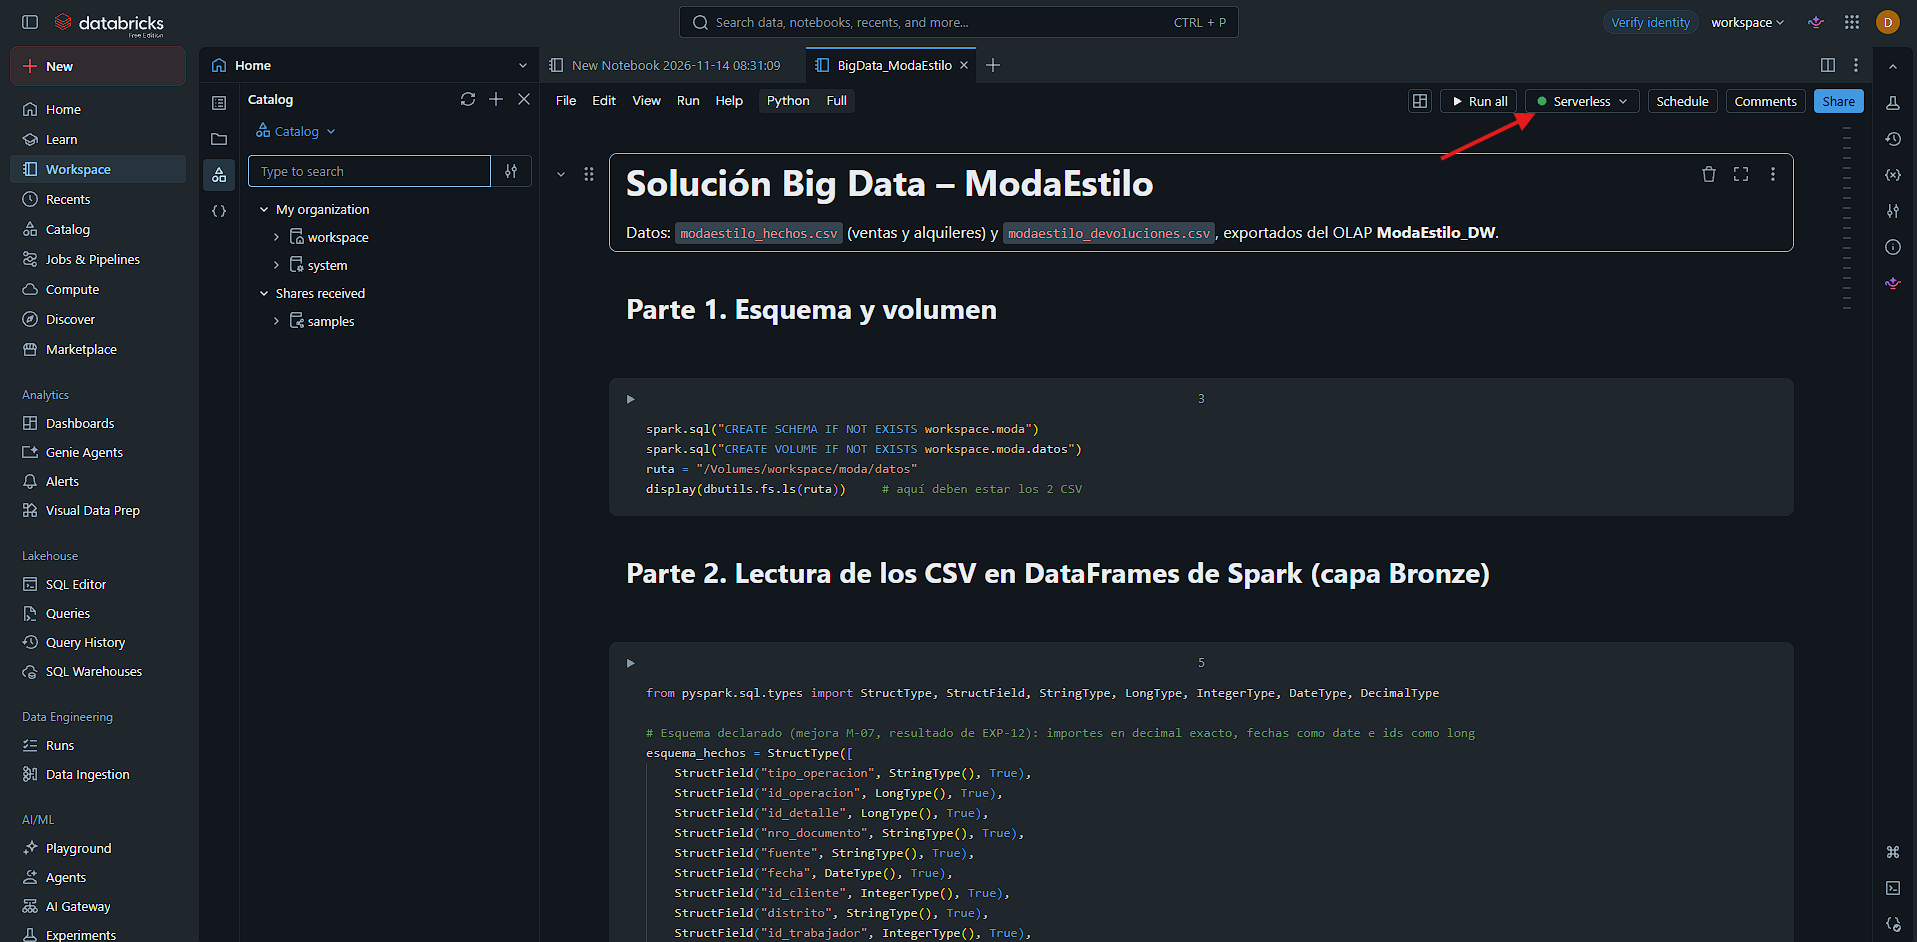 databricks
Free Edition
Search data, notebooks, recents, and more...
CTRL + P
Verify identity
workspace
D
New
Home
Learn
Workspace
Recents
Catalog
Jobs & Pipelines
Compute
Discover
Marketplace
Analytics
Dashboards
Genie Agents
Alerts
Visual Data Prep
Lakehouse
SQL Editor
Queries
Query History
SQL Warehouses
Data Engineering
Runs
Data Ingestion
AI/ML
Playground
Agents
AI Gateway
Experiments
Home
Catalog
Catalog
Type to search
My organization
workspace
system
Shares received
samples
New Notebook 2026-11-14 08:31:09
BigData_ModaEstilo
File Edit View Run Help Python Full
Run all
Serverless
Schedule
Comments
Share
Solución Big Data – ModaEstilo
Datos: modaestilo_hechos.csv (ventas y alquileres) y modaestilo_devoluciones.csv, exportados del OLAP ModaEstilo_DW.
Parte 1. Esquema y volumen
3
spark.sql("CREATE SCHEMA IF NOT EXISTS workspace.moda")
spark.sql("CREATE VOLUME IF NOT EXISTS workspace.moda.datos")
ruta = "/Volumes/workspace/moda/datos"
display(dbutils.fs.ls(ruta))     # aquí deben estar los 2 CSV
Parte 2. Lectura de los CSV en DataFrames de Spark (capa Bronze)
5
from pyspark.sql.types import StructType, StructField, StringType, LongType, IntegerType, DateType, DecimalType
# Esquema declarado (mejora M-07, resultado de EXP-12): importes en decimal exacto, fechas como date e ids como long
esquema_hechos = StructType([
StructField("tipo_operacion", StringType(), True),
StructField("id_operacion", LongType(), True),
StructField("id_detalle", LongType(), True),
StructField("nro_documento", StringType(), True),
StructField("fuente", StringType(), True),
StructField("fecha", DateType(), True),
StructField("id_cliente", IntegerType(), True),
StructField("distrito", StringType(), True),
StructField("id_trabajador", IntegerType(), True),